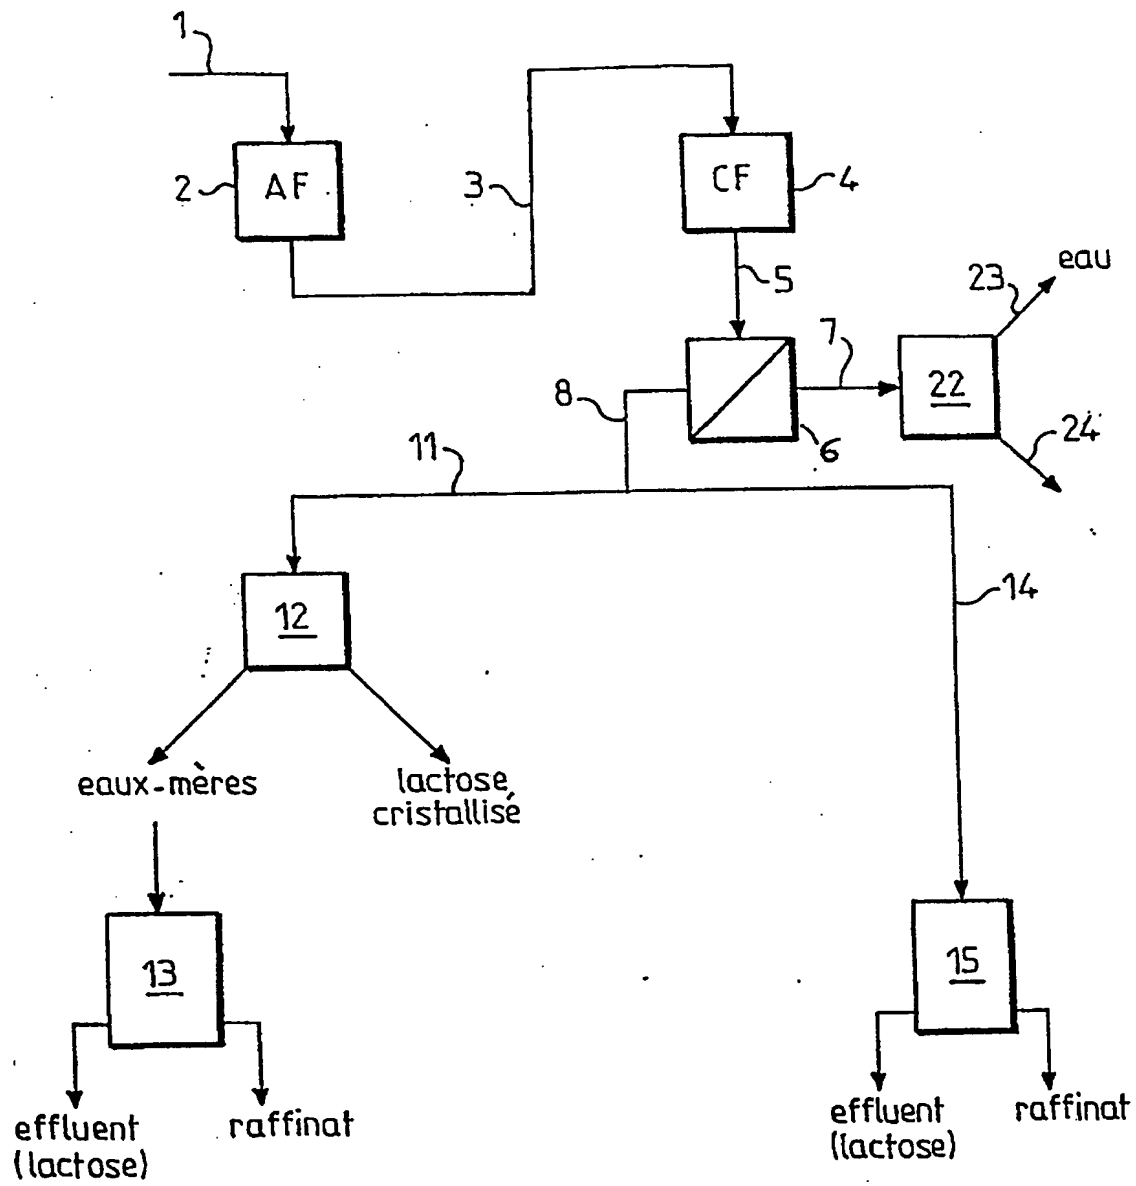 1
2
AF
3
CF
4
5
eau
23
7
22
8
6
24
11
12
14
eaux-mères
lactose
cristallisé
13
15
effluent
(lactose)
raffinat
effluent
(lactose)
raffinat